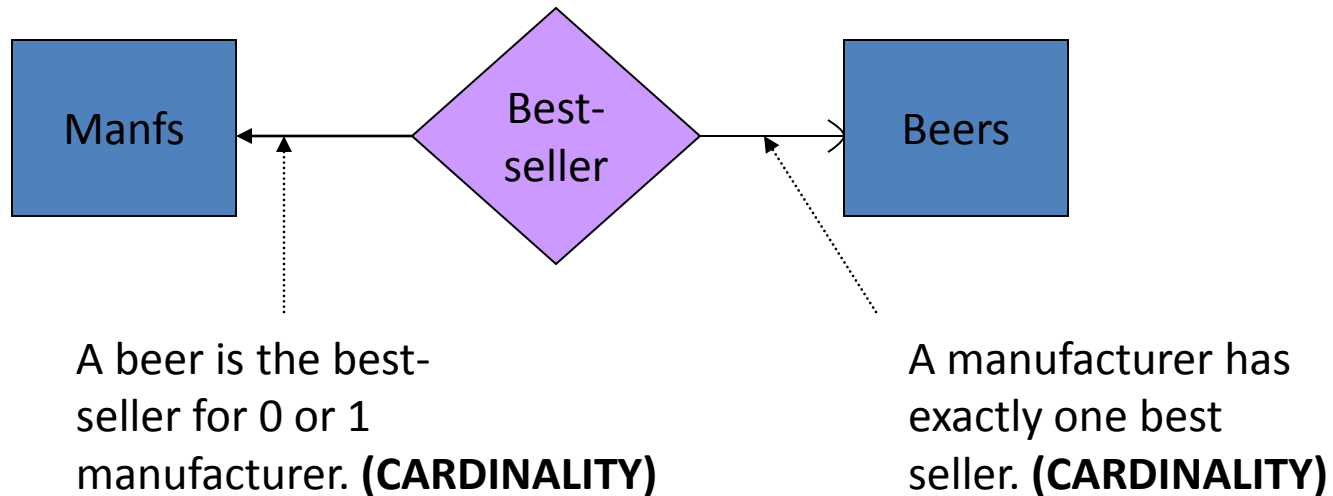 Manfs
Best-
seller
Beers
A beer is the best-
seller for 0 or 1
manufacturer. (CARDINALITY)
A manufacturer has
exactly one best
seller. (CARDINALITY)